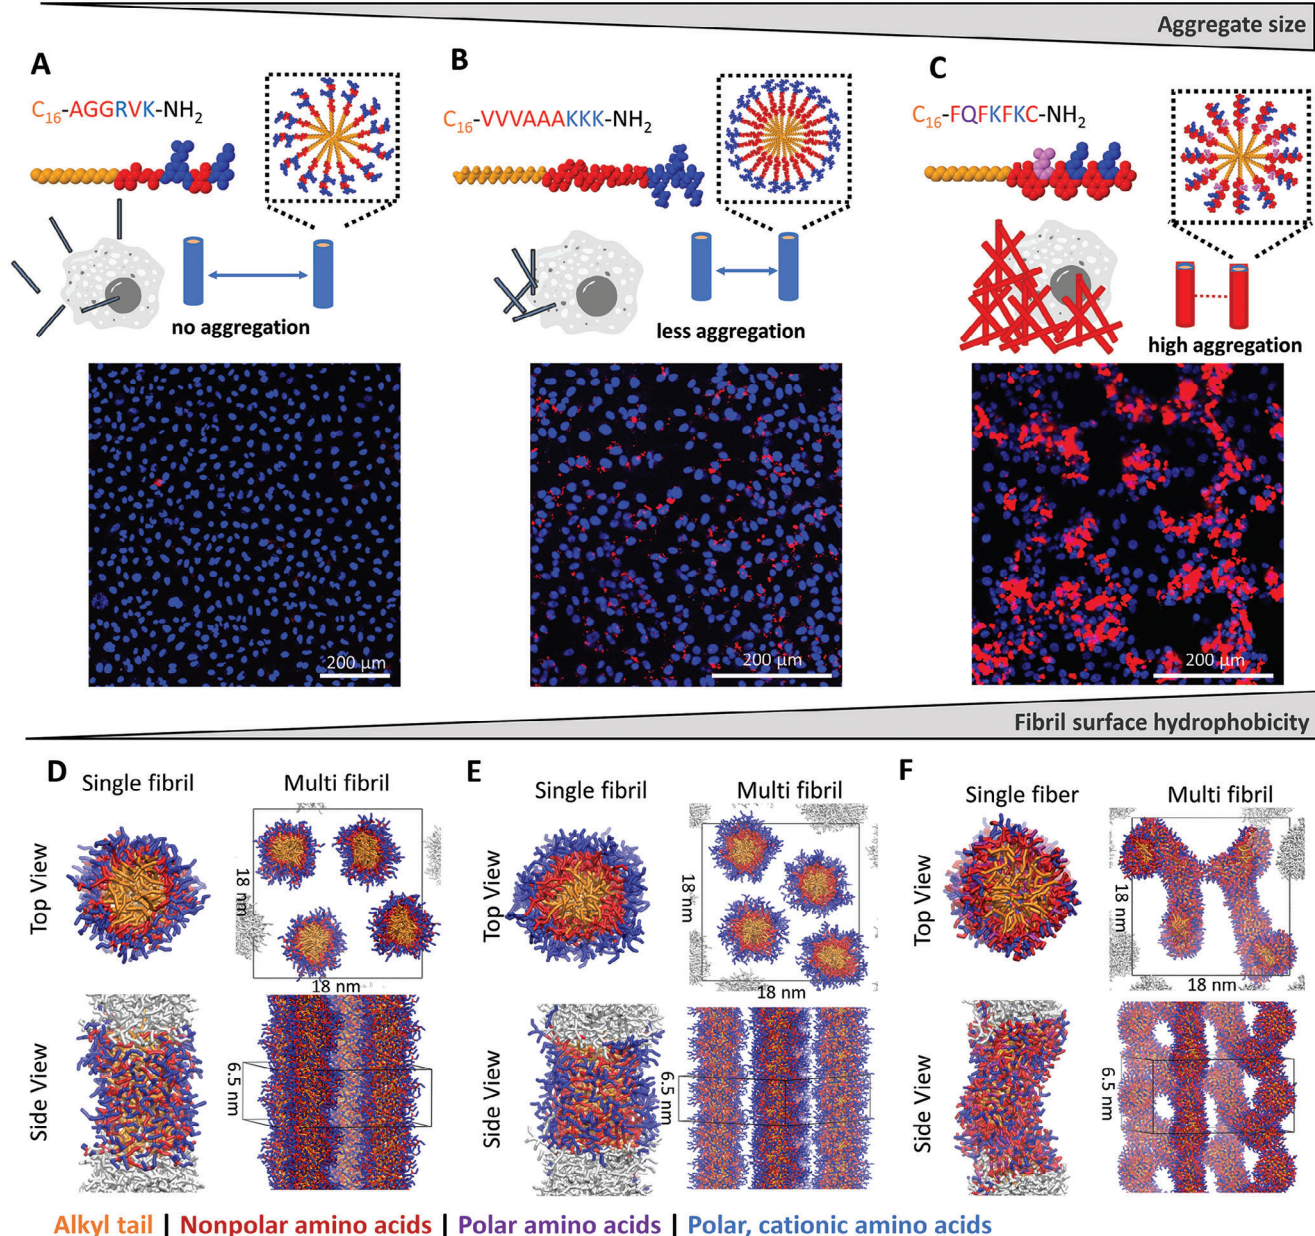 Aggregate size
A
C16-AGGRVK-NH2
no aggregation
200 µm
B
C16-VVVAAAKKK-NH2
less aggregation
200 µm
C
C16-FQFKFKC-NH2
high aggregation
200 µm
Fibril surface hydrophobicity
D
Single fibril
Multi fibril
Top View
18 nm
18 nm
Side View
6.5 nm
E
Single fibril
Multi fibril
Top View
18 nm
18 nm
Side View
6.5 nm
F
Single fiber
Multi fibril
Top View
18 nm
18 nm
Side View
6.5 nm
Alkyl tail | Nonpolar amino acids | Polar amino acids | Polar, cationic amino acids